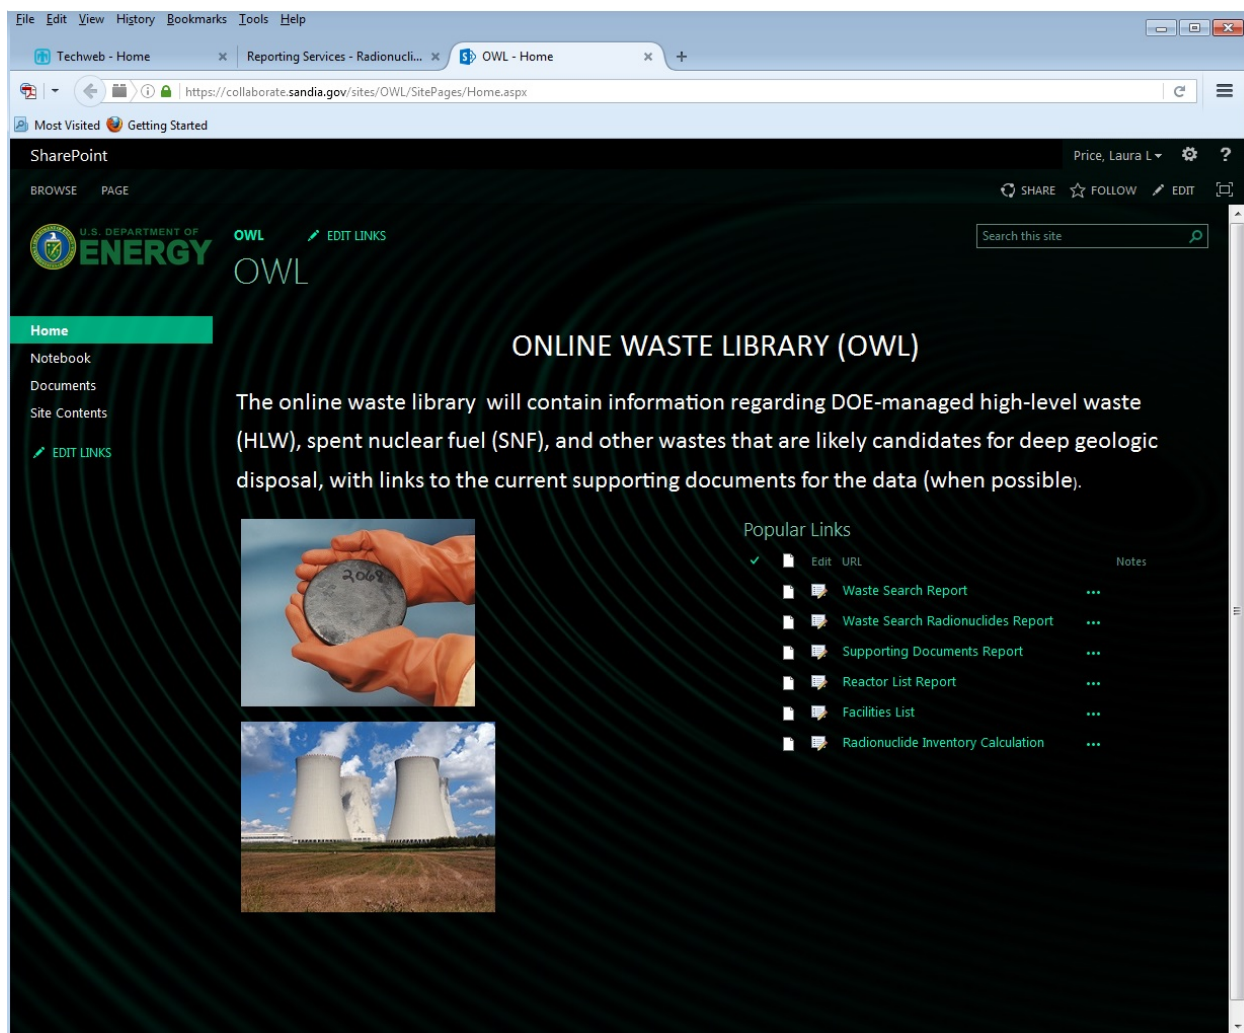 File Edit View History Bookmarks Tools Help
Techweb - Home
Reporting Services - Radionucli...
OWL - Home
https://collaborate.sandia.gov/sites/OWL/SitePages/Home.aspx
Most Visited Getting Started
SharePoint
Price, Laura L
BROWSE PAGE
SHARE FOLLOW EDIT
U.S. DEPARTMENT OF
ENERGY
OWL EDIT LINKS
Search this site
OWL
Home
Notebook
Documents
Site Contents
EDIT LINKS
ONLINE WASTE LIBRARY (OWL)
The online waste library will contain information regarding DOE-managed high-level waste
(HLW), spent nuclear fuel (SNF), and other wastes that are likely candidates for deep geologic
disposal, with links to the current supporting documents for the data (when possible).
2068
Popular Links
Edit URL Notes
Waste Search Report ...
Waste Search Radionuclides Report ...
Supporting Documents Report ...
Reactor List Report ...
Facilities List ...
Radionuclide Inventory Calculation ...